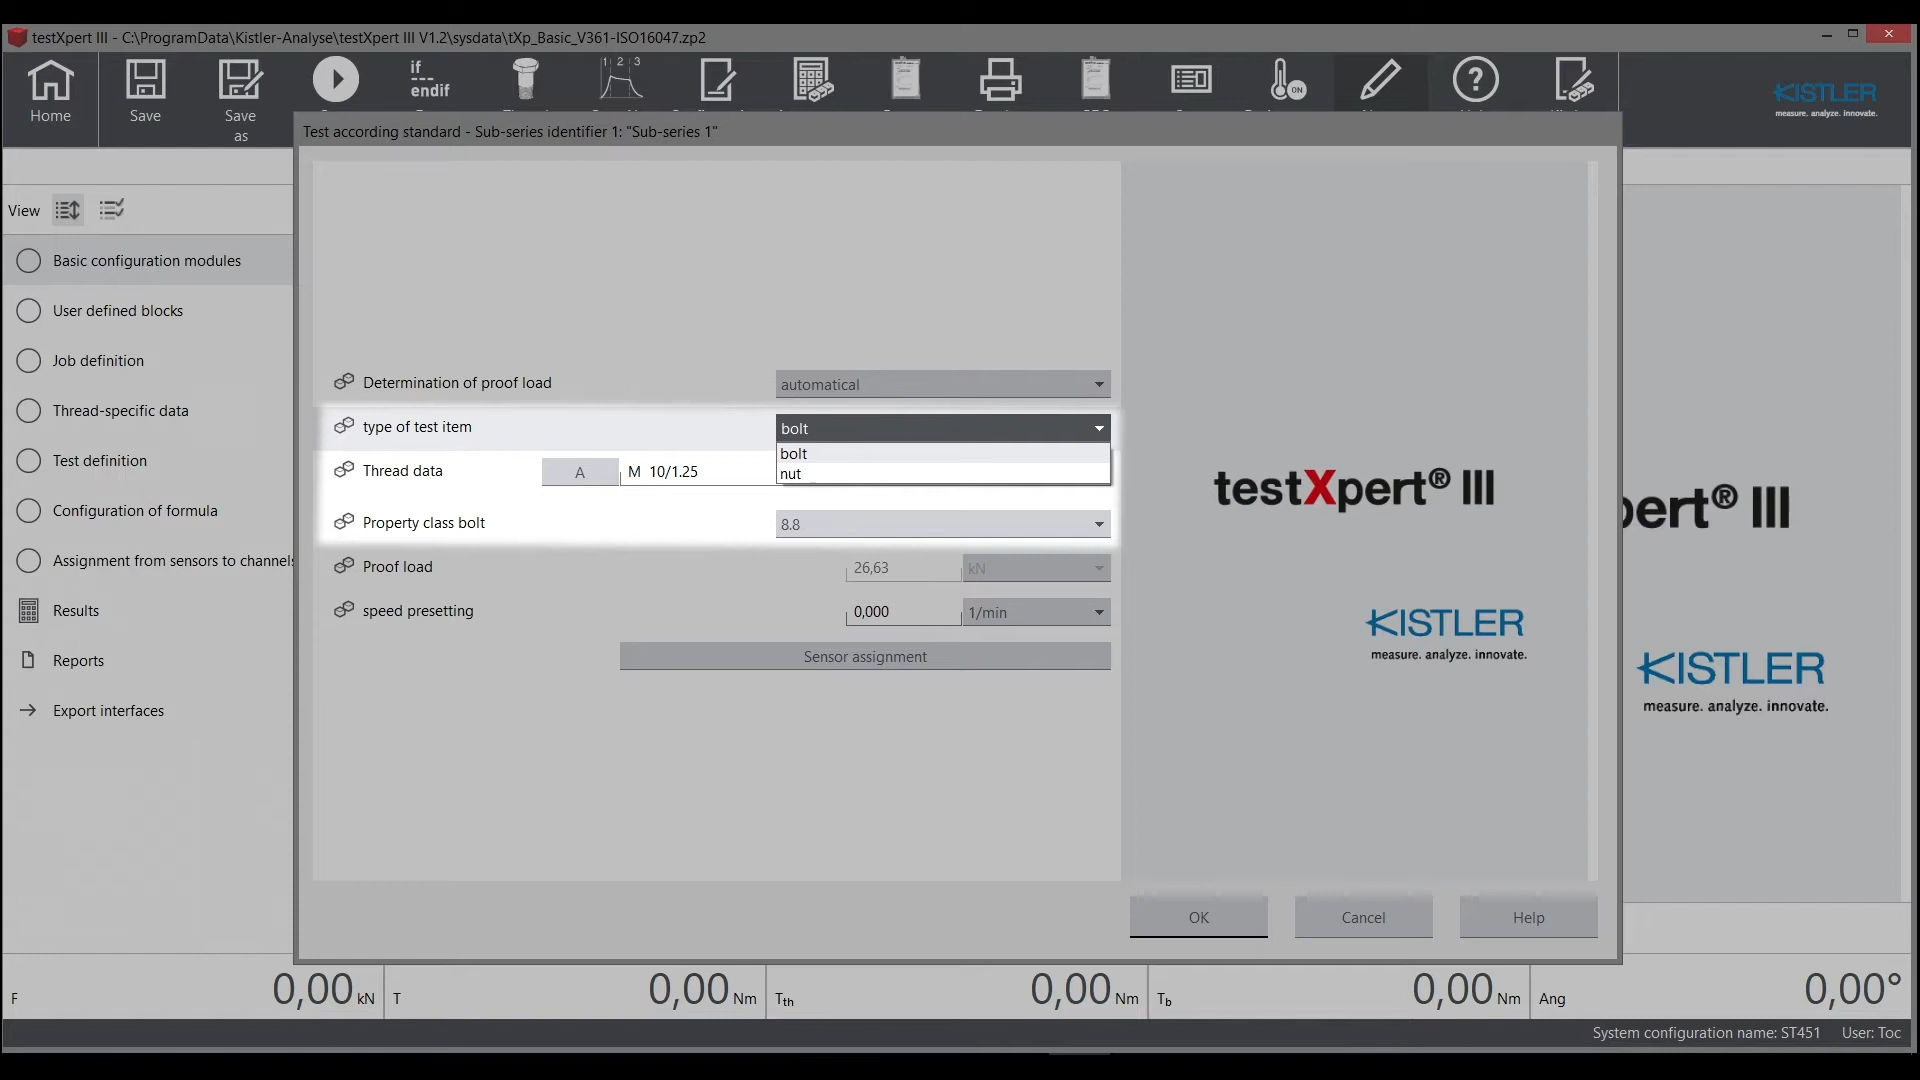 testXpert III - C:\ProgramData\Kistler-Analyse\testXpert III V1.2\sysdata\tXp_Basic_V361-ISO16047.zp2
Home
Save
Save as
if
---
endif
1 2 3
ON
KISTLER
measure. analyze. innovate.
Test according standard - Sub-series identifier 1: "Sub-series 1"
View
Basic configuration modules
User defined blocks
Job definition
Thread-specific data
Test definition
Configuration of formula
Assignment from sensors to channels
Results
Reports
Export interfaces
Determination of proof load automatical
type of test item bolt
bolt
nut
Thread data A M 10/1.25
Property class bolt 8.8
Proof load 26,63 kN
speed presetting 0,000 1/min
Sensor assignment
testXpert® III
KISTLER
measure. analyze. innovate.
pert® III
KISTLER
measure. analyze. innovate.
OK Cancel Help
F 0,00 kN T 0,00 Nm Tth 0,00 Nm Tb 0,00 Nm Ang 0,00°
System configuration name: ST451 User: Toc